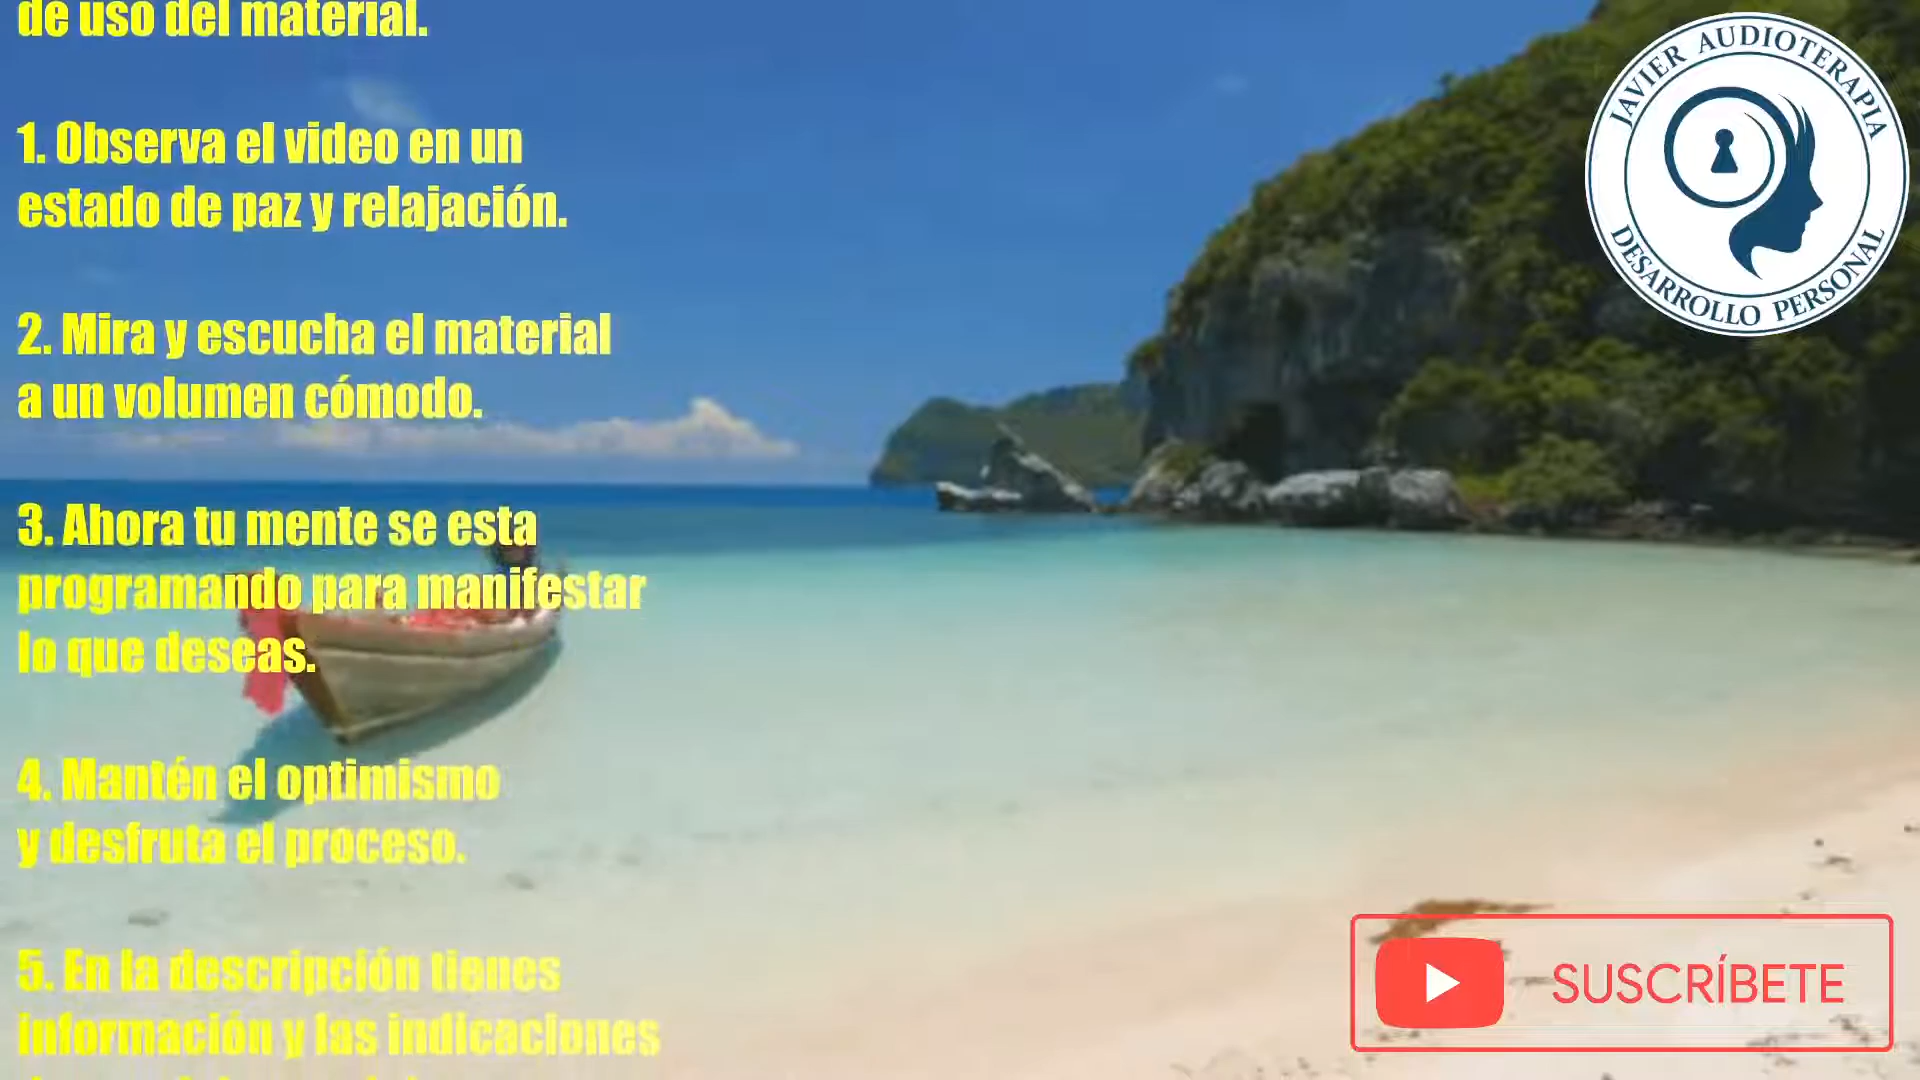 de uso del material.
1. Observa el video en un
estado de paz y relajación.
2. Mira y escucha el material
a un volumen cómodo.
3. Ahora tu mente se esta
programando para manifestar
lo que deseas.
4. Mantén el optimismo
y desfruta el proceso.
5. En la descripción tienes
información y las indicaciones
JAVIER AUDIOTERAPIA
DESARROLLO PERSONAL
SUSCRÍBETE